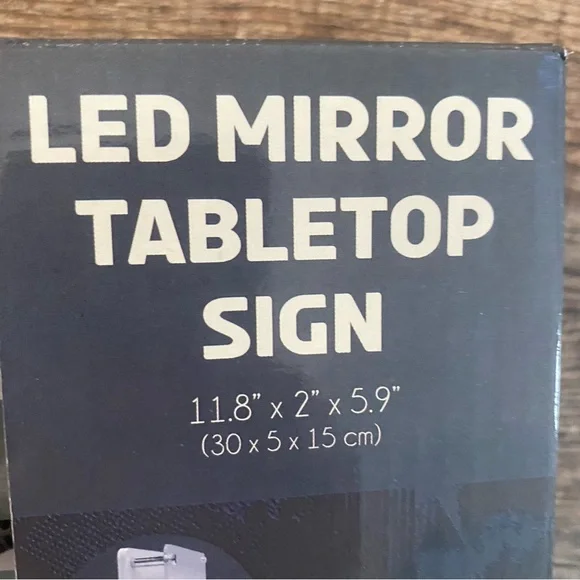 LED MIRROR
TABLETOP
SIGN
11.8" x 2" x 5.9"
(30 x 5 x 15 cm)